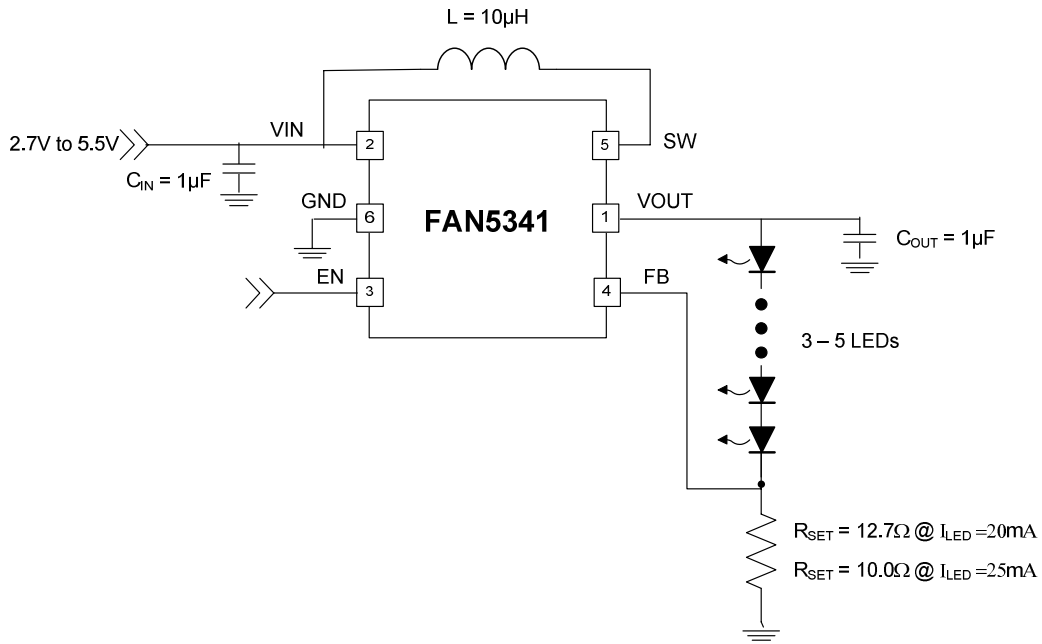 L = 10µH
2.7V to 5.5V
VIN
2
5
SW
C_IN = 1µF
GND
6
FAN5341
1
VOUT
C_OUT = 1µF
EN
3
4
FB
3 – 5 LEDs
R_SET = 12.7Ω @ I_LED =20mA
R_SET = 10.0Ω @ I_LED =25mA